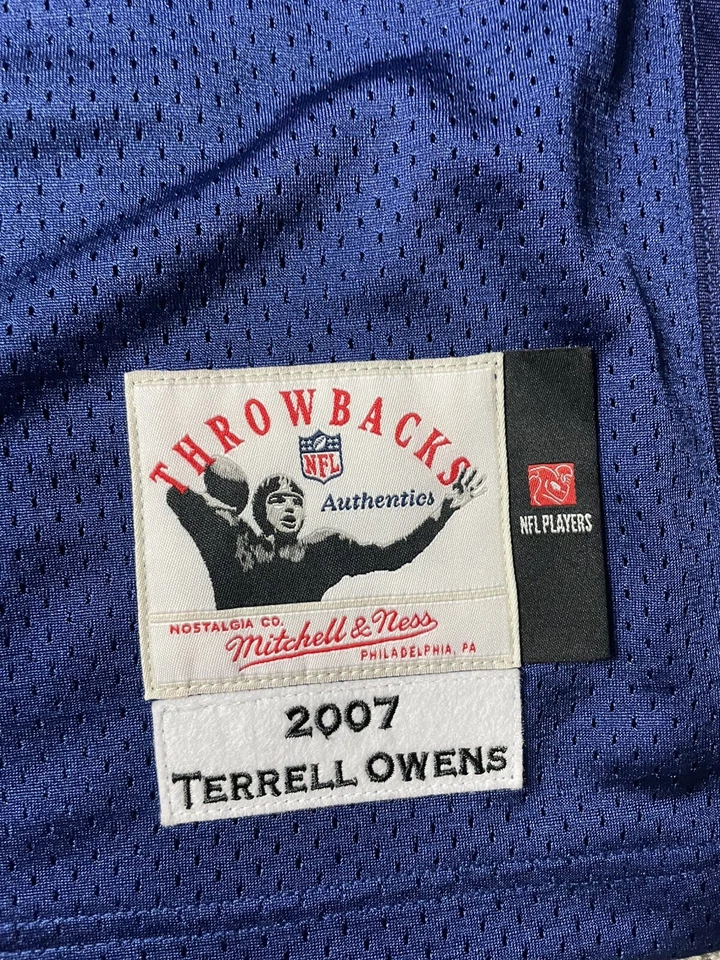 THROWBACKS
NFL
Authentics
NFL PLAYERS
NOSTALGIA CO.
Mitchell & Ness
PHILADELPHIA, PA
2007
TERRELL OWENS